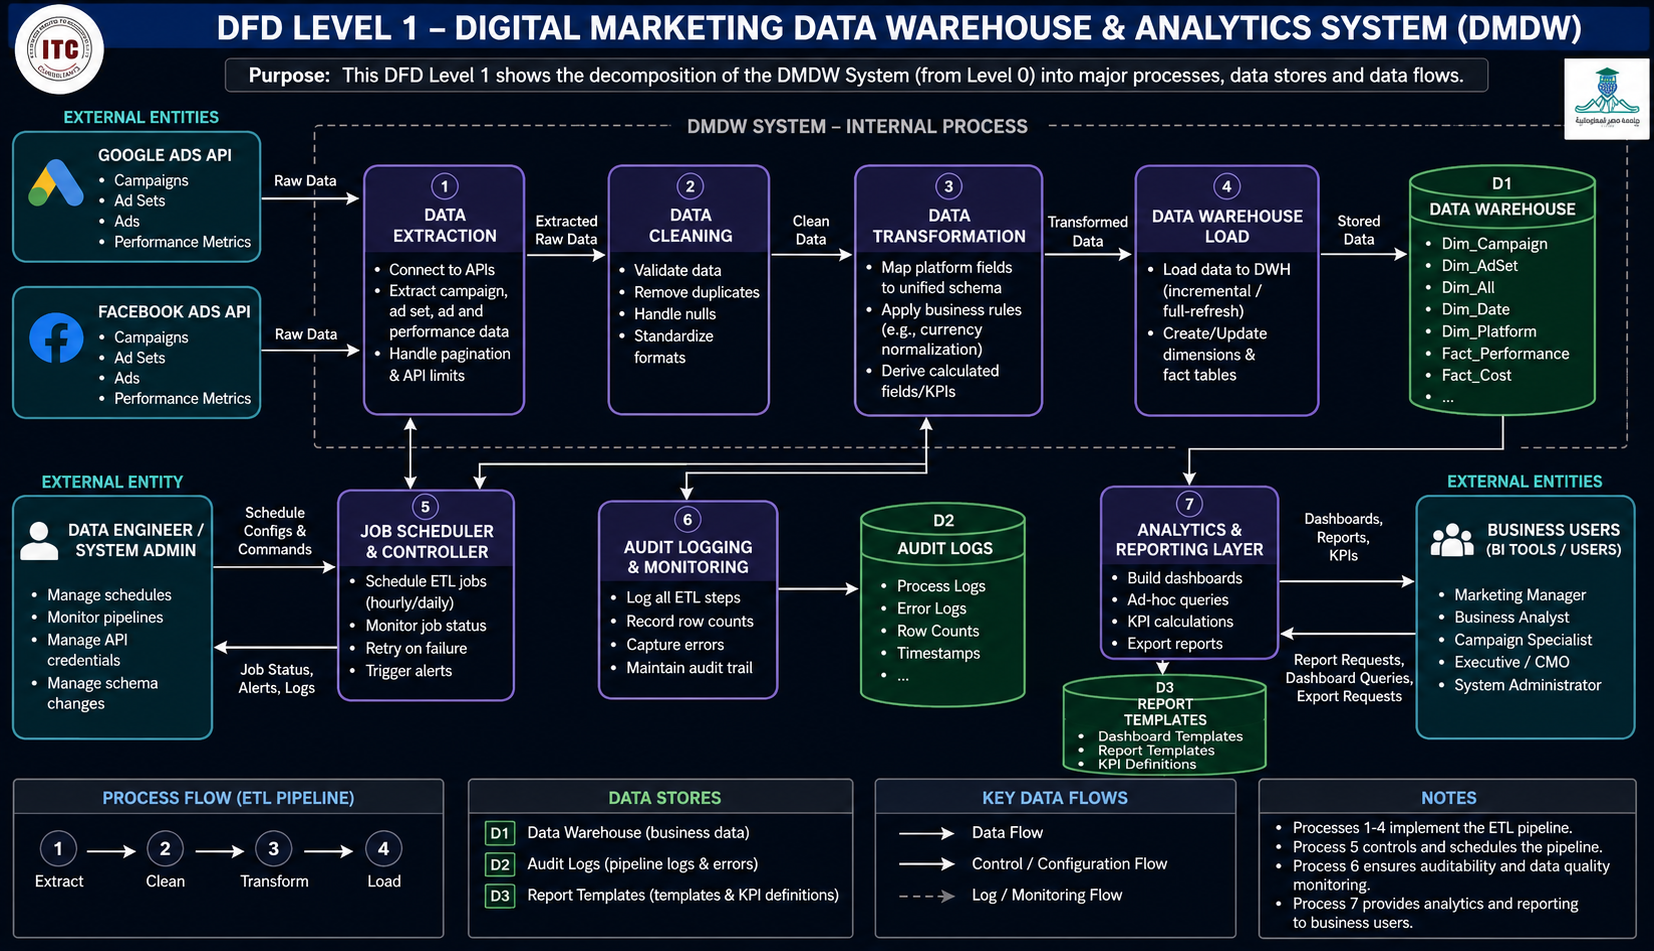 DFD LEVEL 1 – DIGITAL MARKETING DATA WAREHOUSE & ANALYTICS SYSTEM (DMDW)
ITC
CONSULTANTS
Purpose: This DFD Level 1 shows the decomposition of the DMDW System (from Level 0) into major processes, data stores and data flows.
جامعة مصر للمعلوماتية
EXTERNAL ENTITIES
DMDW SYSTEM – INTERNAL PROCESS
GOOGLE ADS API
• Campaigns
• Ad Sets
• Ads
• Performance Metrics
Raw Data
FACEBOOK ADS API
• Campaigns
• Ad Sets
• Ads
• Performance Metrics
Raw Data
1
DATA
EXTRACTION
• Connect to APIs
• Extract campaign,
ad set, ad and
performance data
• Handle pagination
& API limits
Extracted
Raw Data
2
DATA
CLEANING
• Validate data
• Remove duplicates
• Handle nulls
• Standardize
formats
Clean
Data
3
DATA
TRANSFORMATION
• Map platform fields
to unified schema
• Apply business rules
(e.g., currency
normalization)
• Derive calculated
fields/KPIs
Transformed
Data
4
DATA WAREHOUSE
LOAD
• Load data to DWH
(incremental /
full-refresh)
• Create/Update
dimensions &
fact tables
Stored
Data
D1
DATA WAREHOUSE
• Dim_Campaign
• Dim_AdSet
• Dim_All
• Dim_Date
• Dim_Platform
• Fact_Performance
• Fact_Cost
• ...
EXTERNAL ENTITY
DATA ENGINEER /
SYSTEM ADMIN
• Manage schedules
• Monitor pipelines
• Manage API
credentials
• Manage schema
changes
Schedule
Configs &
Commands
Job Status,
Alerts, Logs
5
JOB SCHEDULER
& CONTROLLER
• Schedule ETL jobs
(hourly/daily)
• Monitor job status
• Retry on failure
• Trigger alerts
6
AUDIT LOGGING
& MONITORING
• Log all ETL steps
• Record row counts
• Capture errors
• Maintain audit trail
D2
AUDIT LOGS
• Process Logs
• Error Logs
• Row Counts
• Timestamps
• ...
7
ANALYTICS &
REPORTING LAYER
• Build dashboards
• Ad-hoc queries
• KPI calculations
• Export reports
D3
REPORT
TEMPLATES
• Dashboard Templates
• Report Templates
• KPI Definitions
Dashboards,
Reports,
KPIs
Report Requests,
Dashboard Queries,
Export Requests
EXTERNAL ENTITIES
BUSINESS USERS
(BI TOOLS / USERS)
• Marketing Manager
• Business Analyst
• Campaign Specialist
• Executive / CMO
• System Administrator
PROCESS FLOW (ETL PIPELINE)
1 2 3 4
Extract Clean Transform Load
DATA STORES
D1 Data Warehouse (business data)
D2 Audit Logs (pipeline logs & errors)
D3 Report Templates (templates & KPI definitions)
KEY DATA FLOWS
Data Flow
Control / Configuration Flow
Log / Monitoring Flow
NOTES
• Processes 1-4 implement the ETL pipeline.
• Process 5 controls and schedules the pipeline.
• Process 6 ensures auditability and data quality
monitoring.
• Process 7 provides analytics and reporting
to business users.